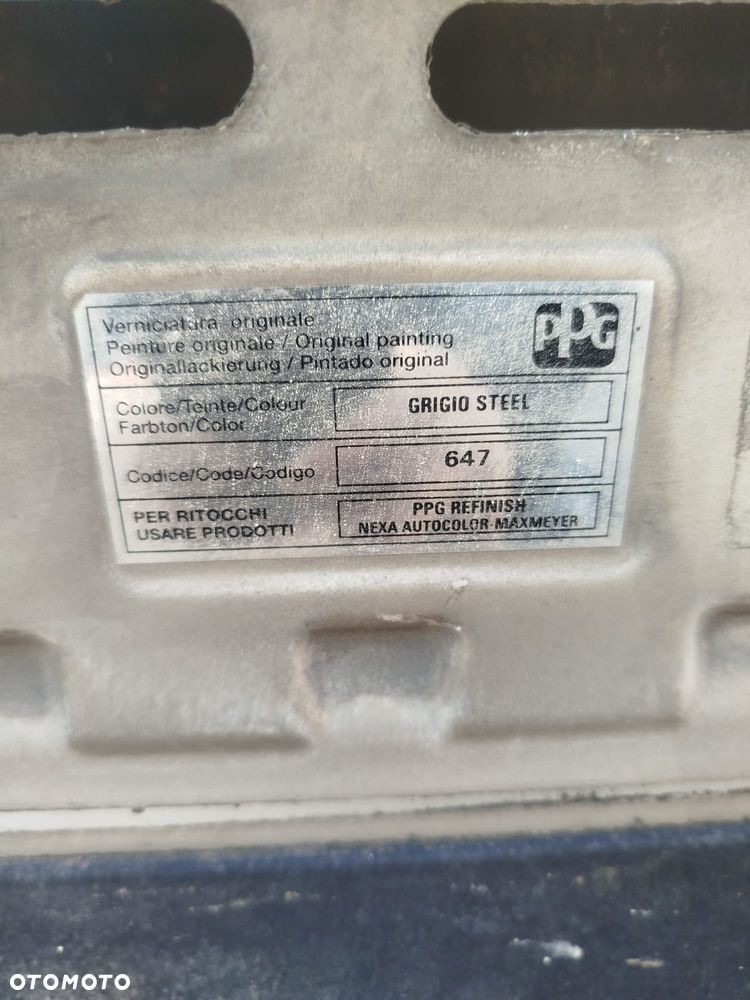 Verniciatura originale
Peinture originale / Original painting
Originallackierung / Pintado original
PPG
Colore/Teinte/Colour
Farbton/Color
GRIGIO STEEL
Codice/Code/Codigo
647
PER RITOCCHI
USARE PRODOTTI
PPG REFINISH
NEXA AUTOCOLOR-MAXMEYER
OTOMOTO